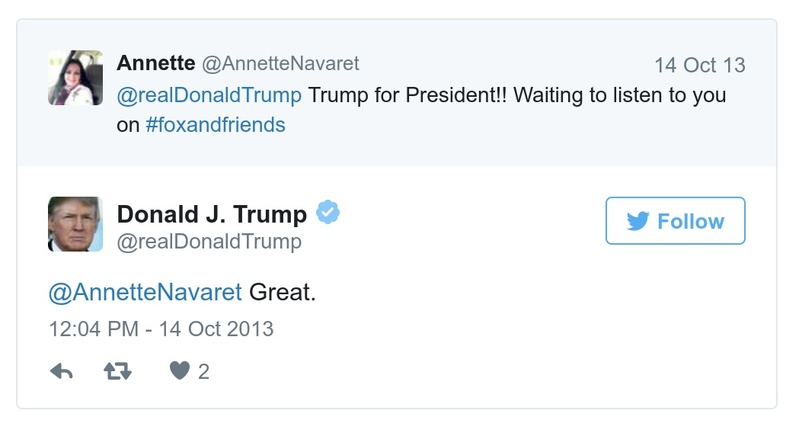 Annette @AnnetteNavaret 14 Oct 13
@realDonaldTrump Trump for President!! Waiting to listen to you
on #foxandfriends
Donald J. Trump
@realDonaldTrump
Follow
@AnnetteNavaret Great.
12:04 PM - 14 Oct 2013
2